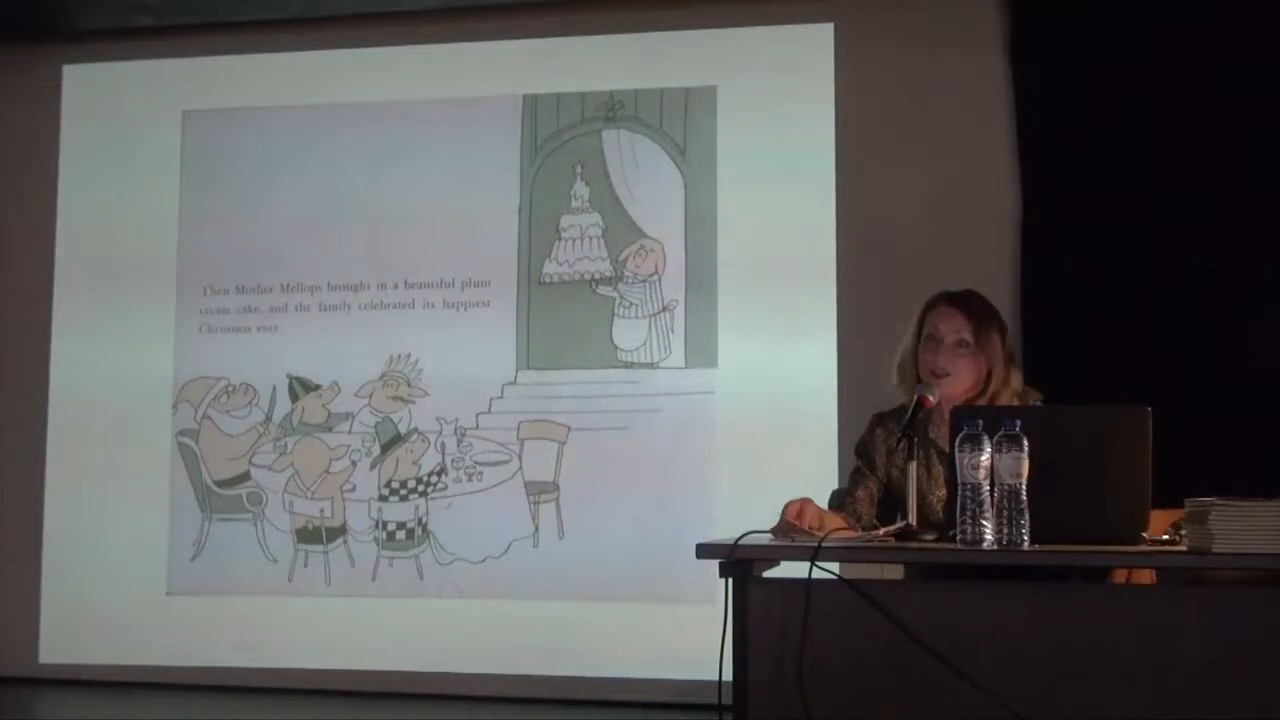 Then Mother Mellops brought in a beautiful plum
cream cake, and the family celebrated its happiest
Christmas ever